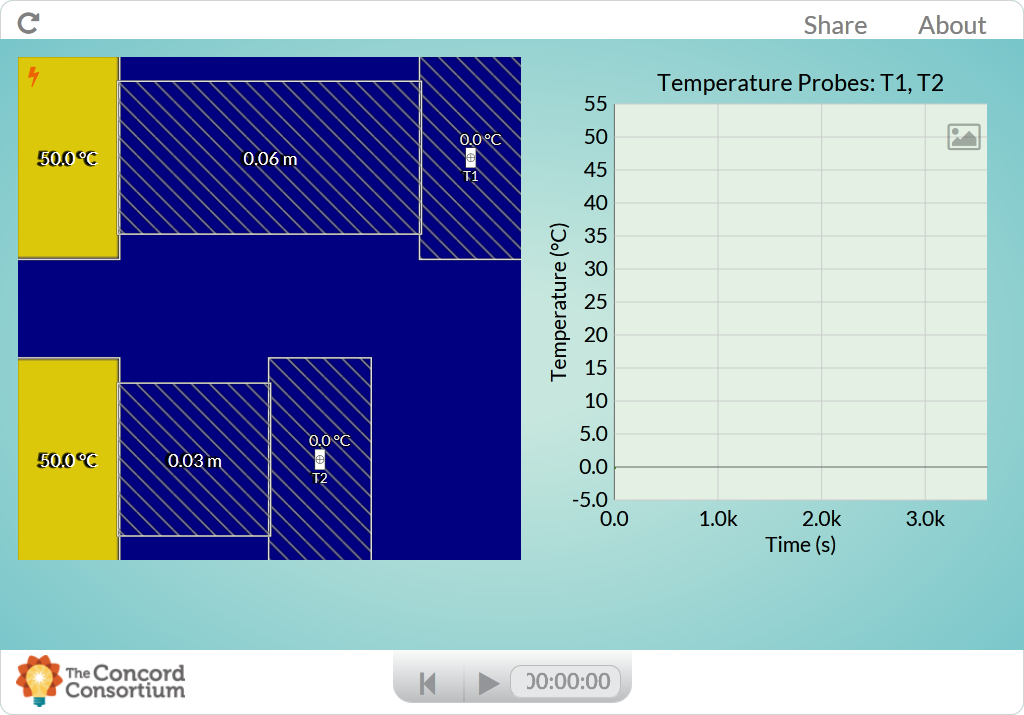 Share About
50.0 °C
0.06 m
0.0 °C
T1
50.0 °C
0.03 m
0.0 °C
T2
Temperature Probes: T1, T2
55
50
45
40
35
30
25
20
15
10
5.0
0.0
-5.0
Temperature (°C)
0.0 1.0k 2.0k 3.0k
Time (s)
The Concord
Consortium
00:00:00